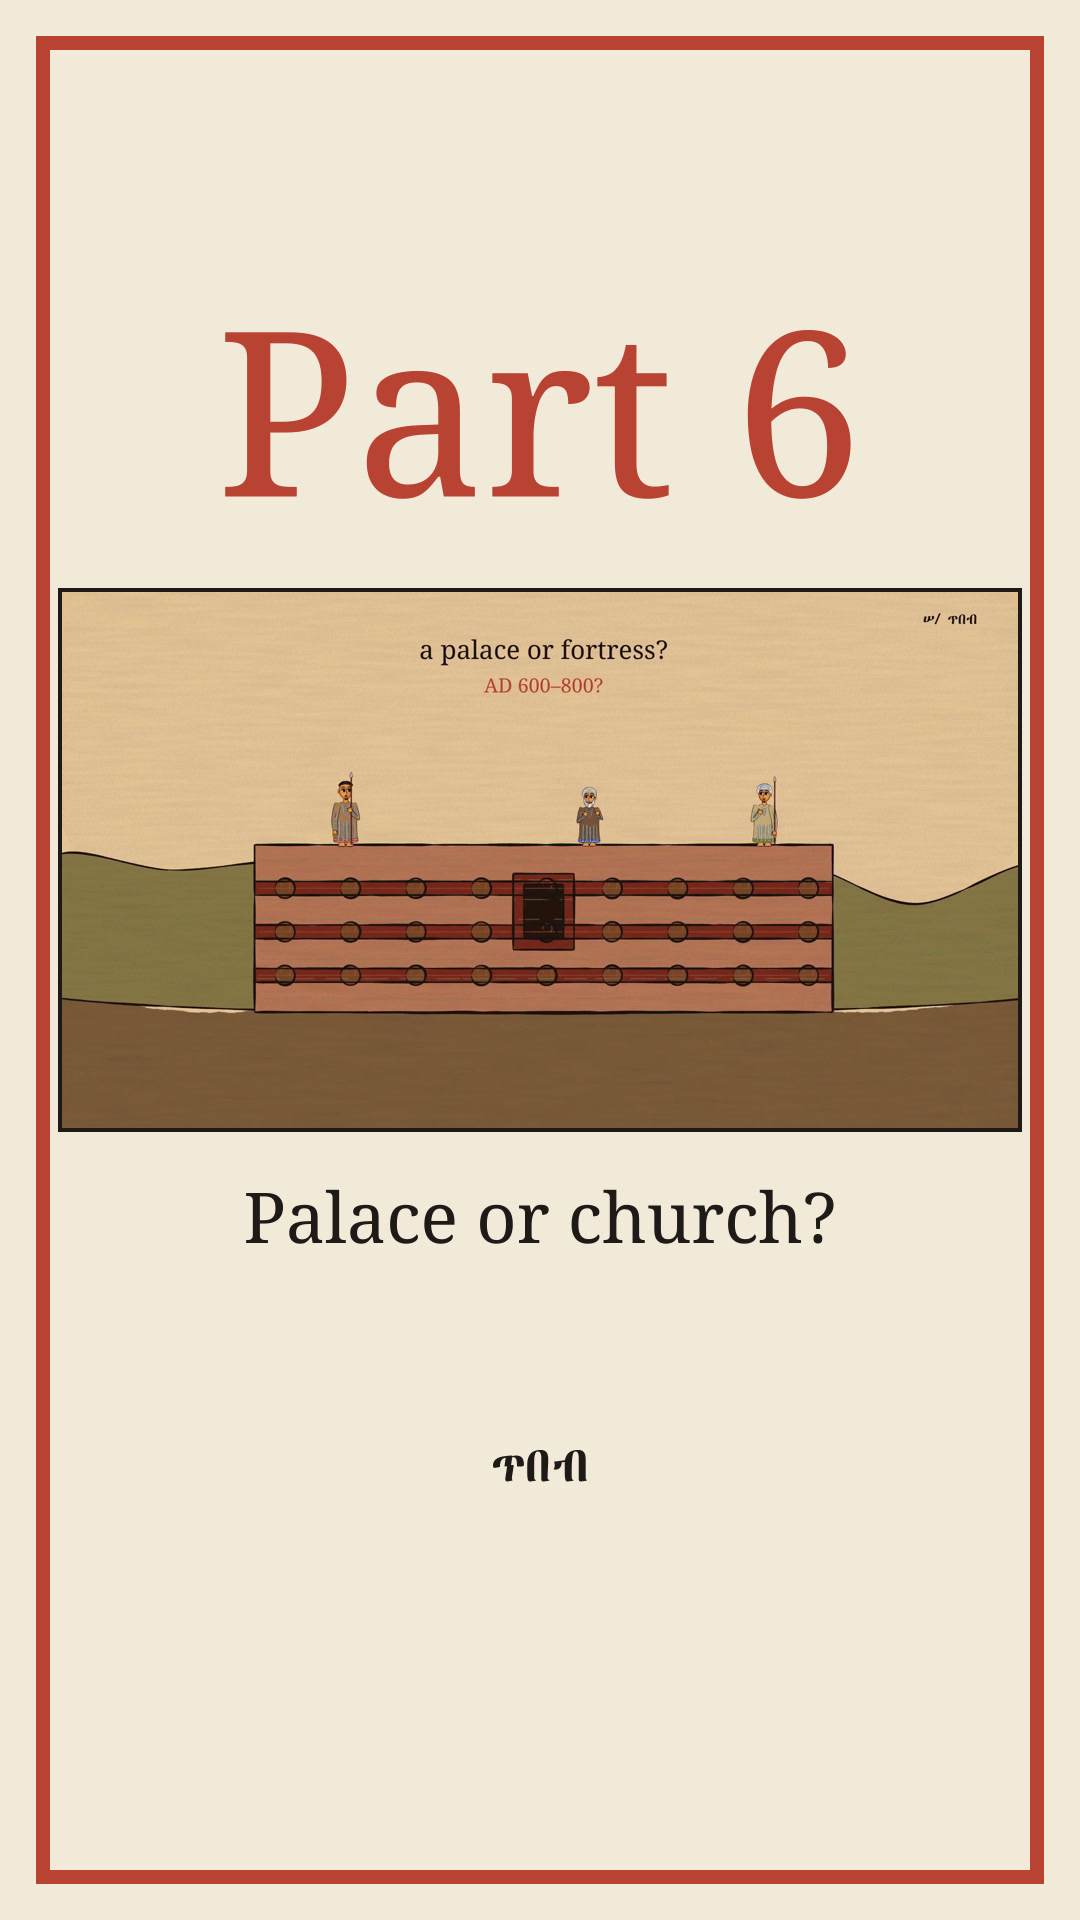 Part 6
ሠ/ ጥበብ
a palace or fortress?
AD 600–800?
Palace or church?
ጥበብ